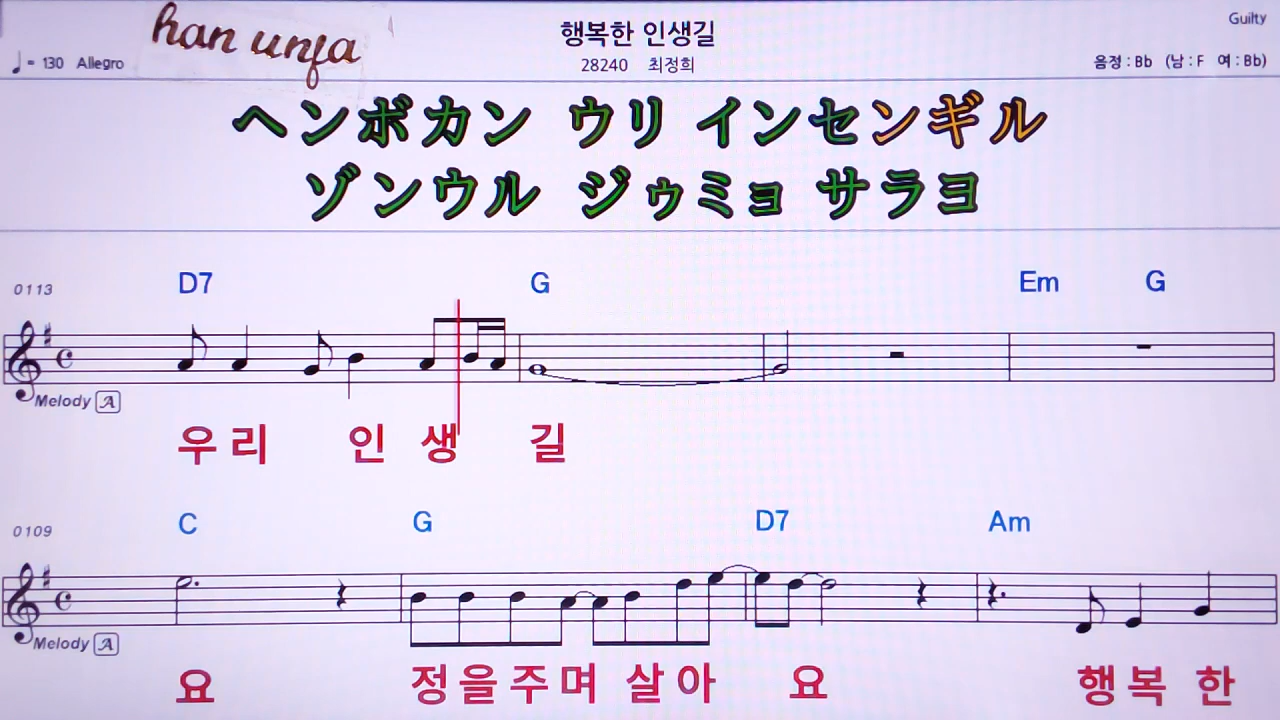 han unfa
행복한 인생길
Guilty
♩= 130 Allegro
28240 최정희
음정 : Bb (남 : F 여 : Bb)
ヘンボカン ウリ インセンギル
ゾンウル ジゥミョ サラヨ
0113
D7 G Em G
Melody A
우리 인생 길
0109
C G D7 Am
Melody A
요 정을주며 살아 요 행복 한